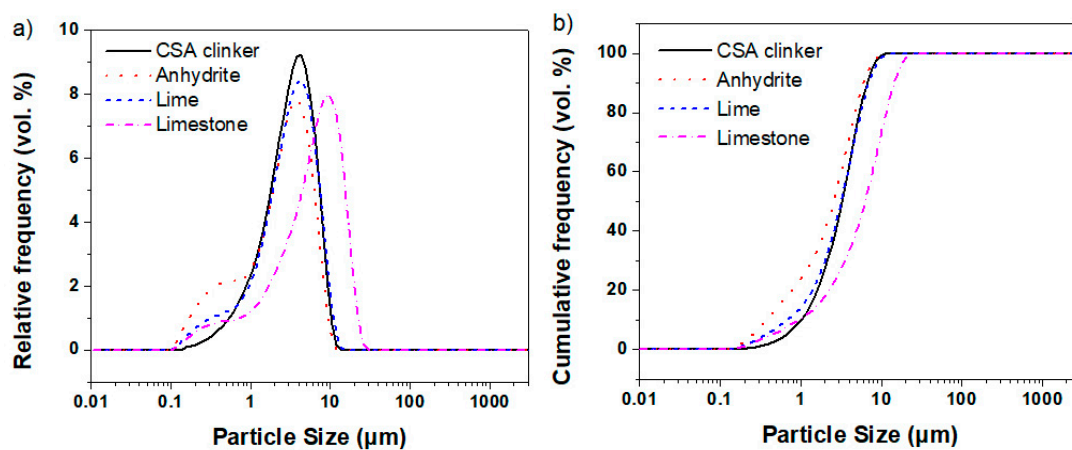 a)
Relative frequency (vol. %)
10
8
6
4
2
0
CSA clinker
Anhydrite
Lime
Limestone
0.01 0.1 1 10 100 1000
Particle Size (µm)
b)
Cumulative frequency (vol. %)
100
80
60
40
20
0
CSA clinker
Anhydrite
Lime
Limestone
0.01 0.1 1 10 100 1000
Particle Size (µm)